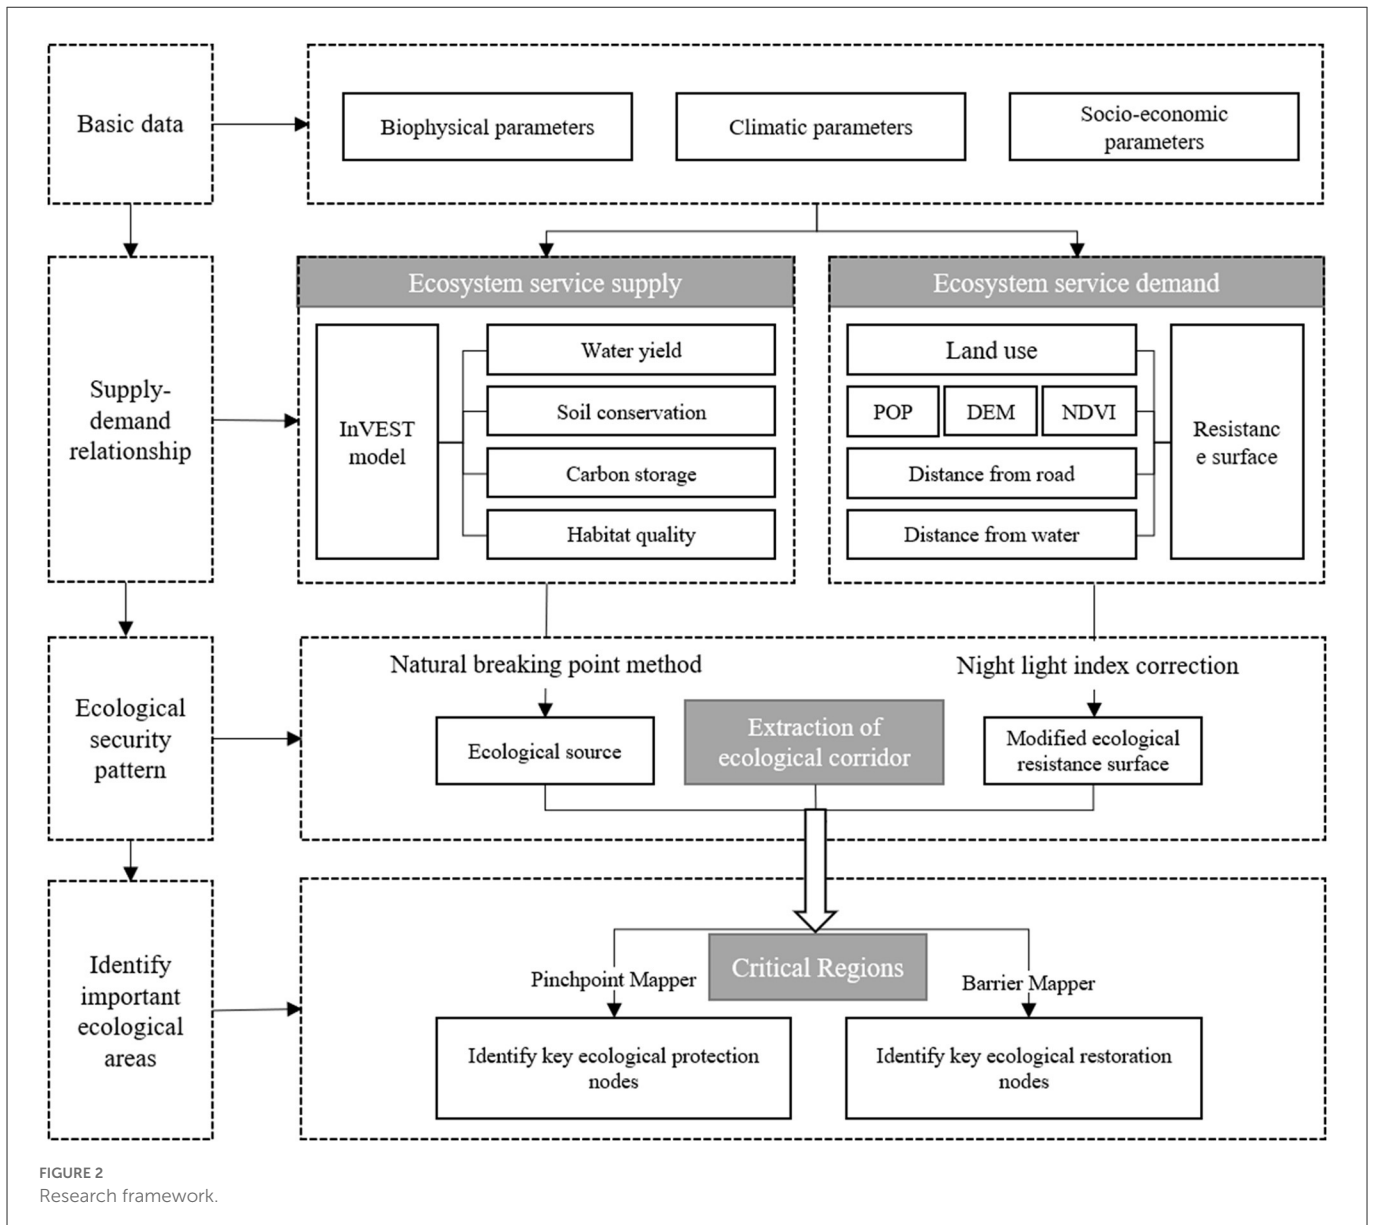 Basic data
Biophysical parameters
Climatic parameters
Socio-economic
parameters
Supply-
demand
relationship
Ecosystem service supply
InVEST
model
Water yield
Soil conservation
Carbon storage
Habitat quality
Ecosystem service demand
Land use
POP
DEM
NDVI
Distance from road
Distance from water
Resistanc
e surface
Ecological
security
pattern
Natural breaking point method
Night light index correction
Ecological source
Extraction of
ecological corridor
Modified ecological
resistance surface
Identify
important
ecological
areas
Critical Regions
Pinchpoint Mapper
Barrier Mapper
Identify key ecological protection
nodes
Identify key ecological restoration
nodes
FIGURE 2
Research framework.